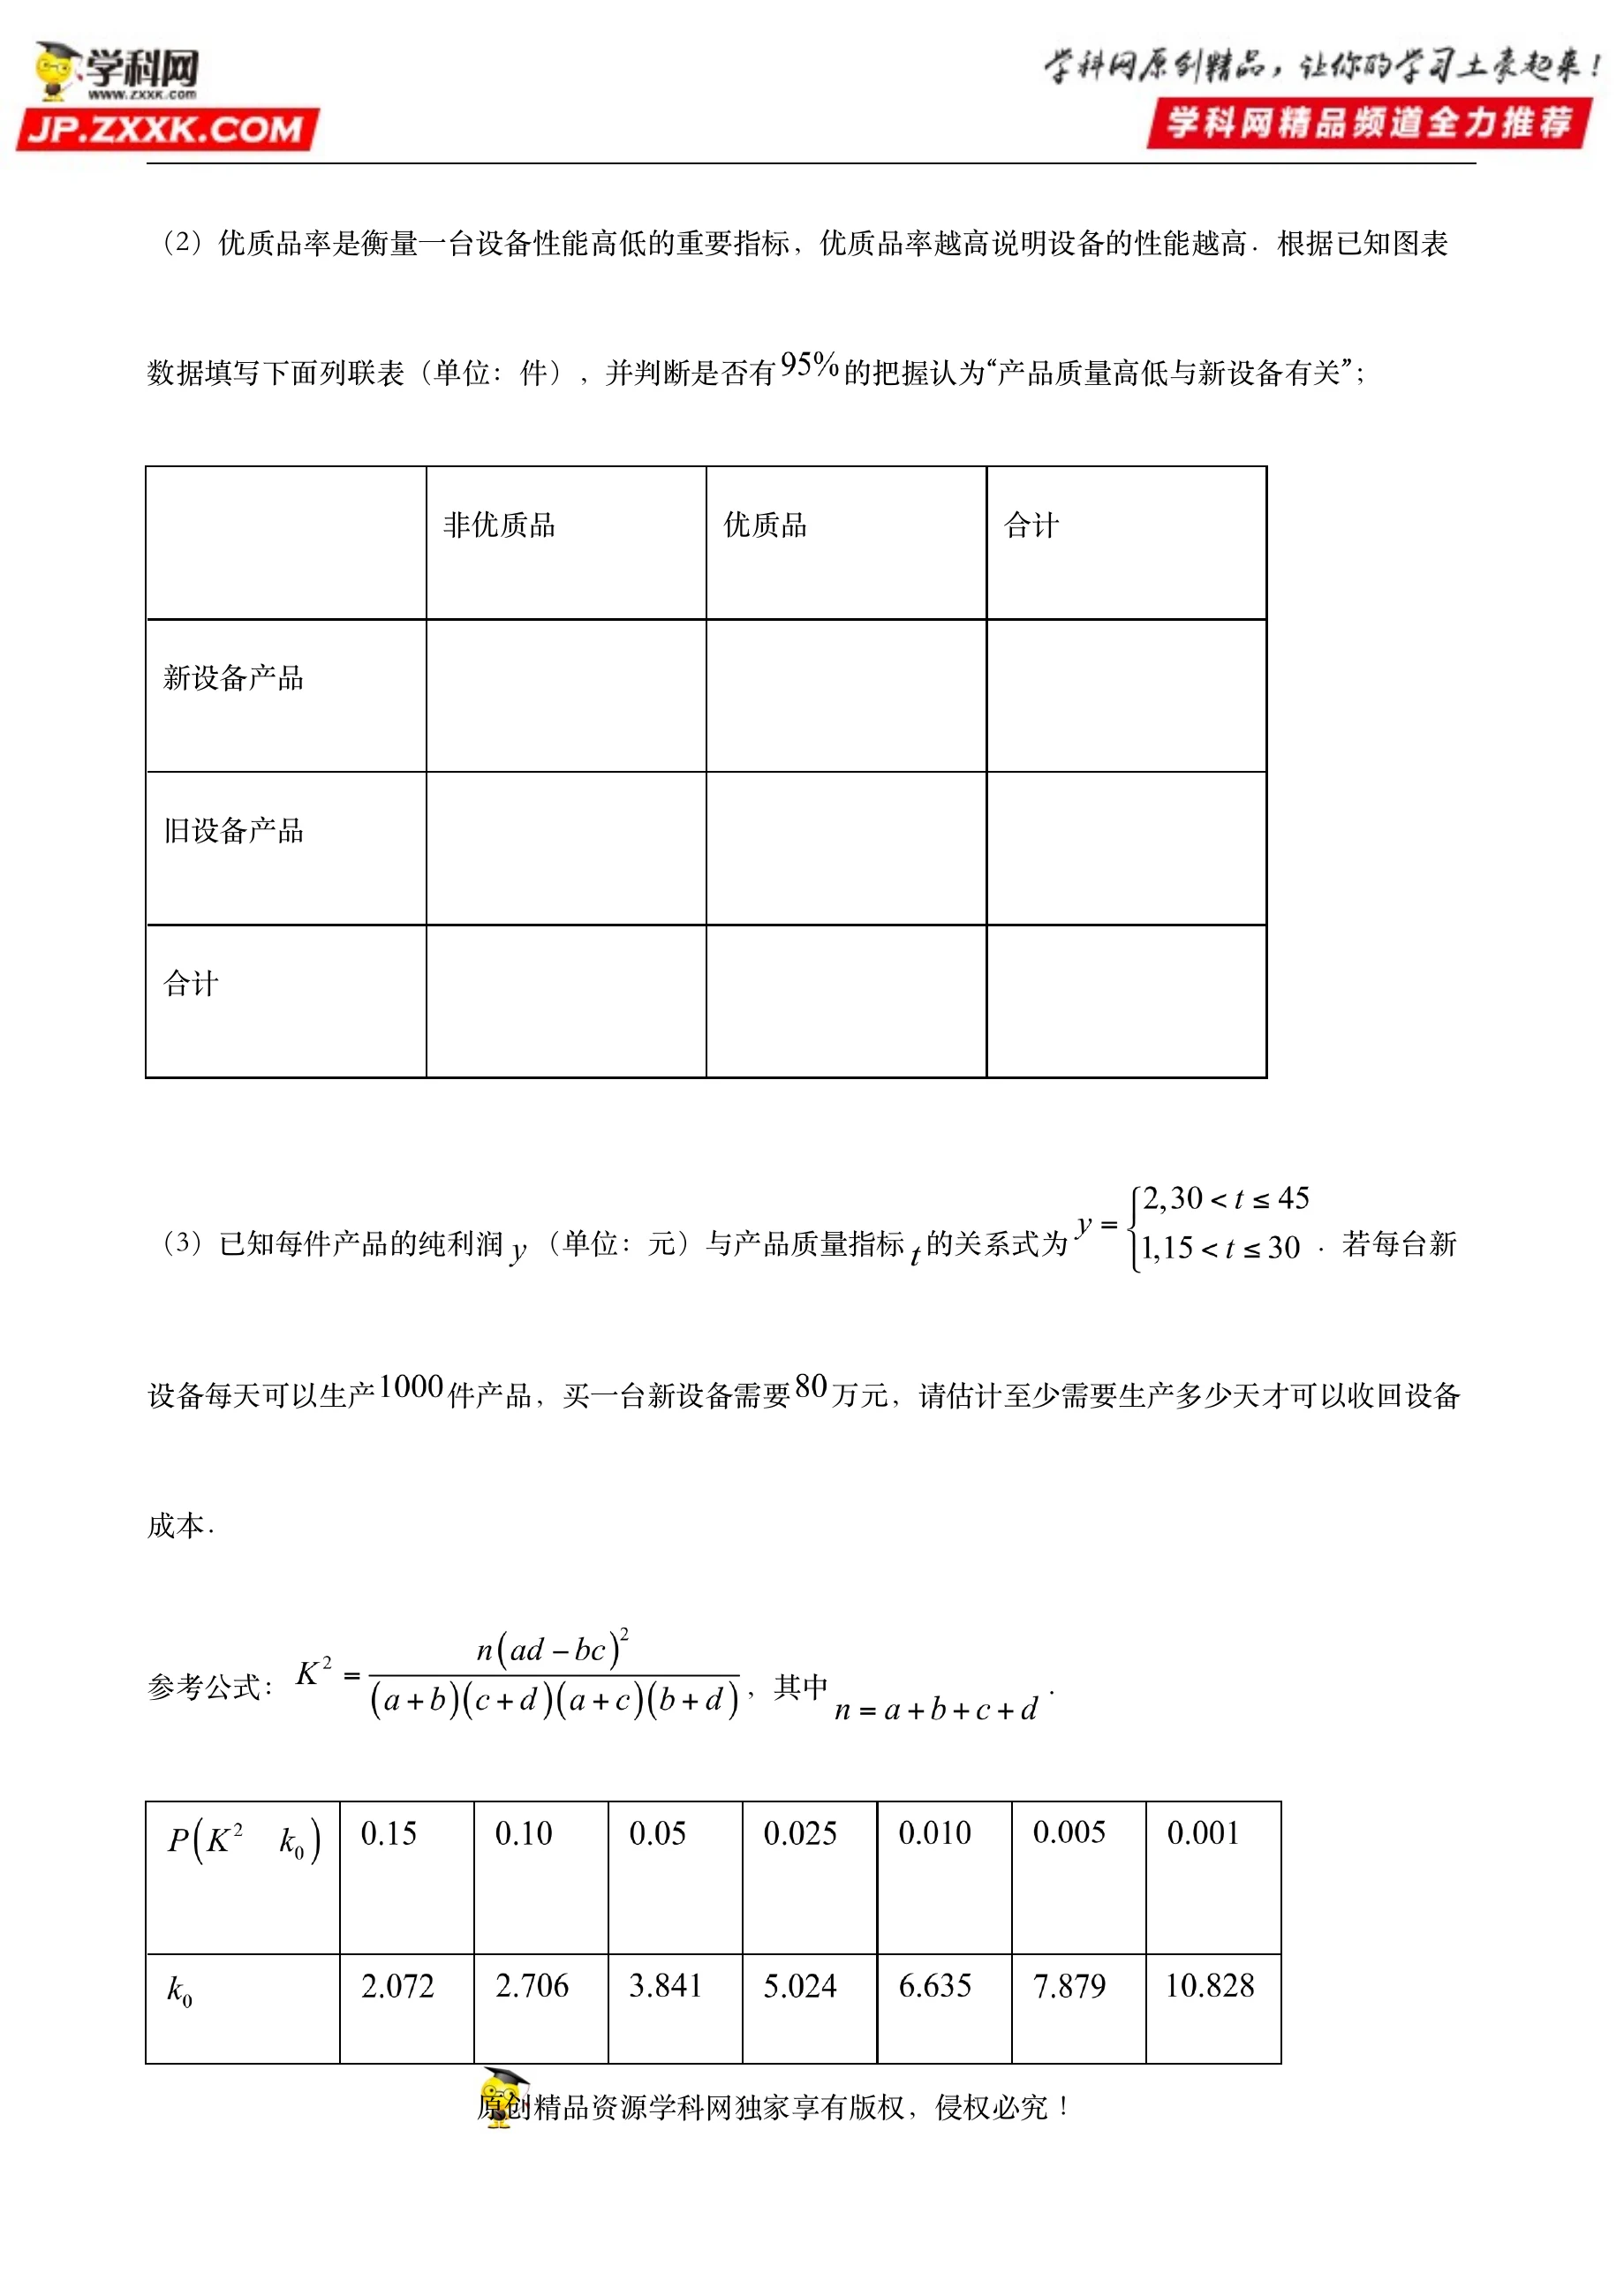 学科网
www.zxxk.com
JP.ZXXK.COM
学科网原创精品，让你的学习土豪起来！
学科网精品频道全力推荐
（2）优质品率是衡量一台设备性能高低的重要指标，优质品率越高说明设备的性能越高．根据已知图表
数据填写下面列联表（单位：件），并判断是否有95%的把握认为“产品质量高低与新设备有关”；
非优质品 优质品 合计
新设备产品
旧设备产品
合计
（3）已知每件产品的纯利润 y （单位：元）与产品质量指标 t 的关系式为 y = {2,30 < t ≤ 45 1,15 < t ≤ 30 ．若每台新
设备每天可以生产1000件产品，买一台新设备需要80万元，请估计至少需要生产多少天才可以收回设备
成本．
参考公式：K² = n(ad − bc)² / (a + b)(c + d)(a + c)(b + d)，其中 n = a + b + c + d．
P(K² k₀) 0.15 0.10 0.05 0.025 0.010 0.005 0.001
k₀ 2.072 2.706 3.841 5.024 6.635 7.879 10.828
原创精品资源学科网独家享有版权，侵权必究！